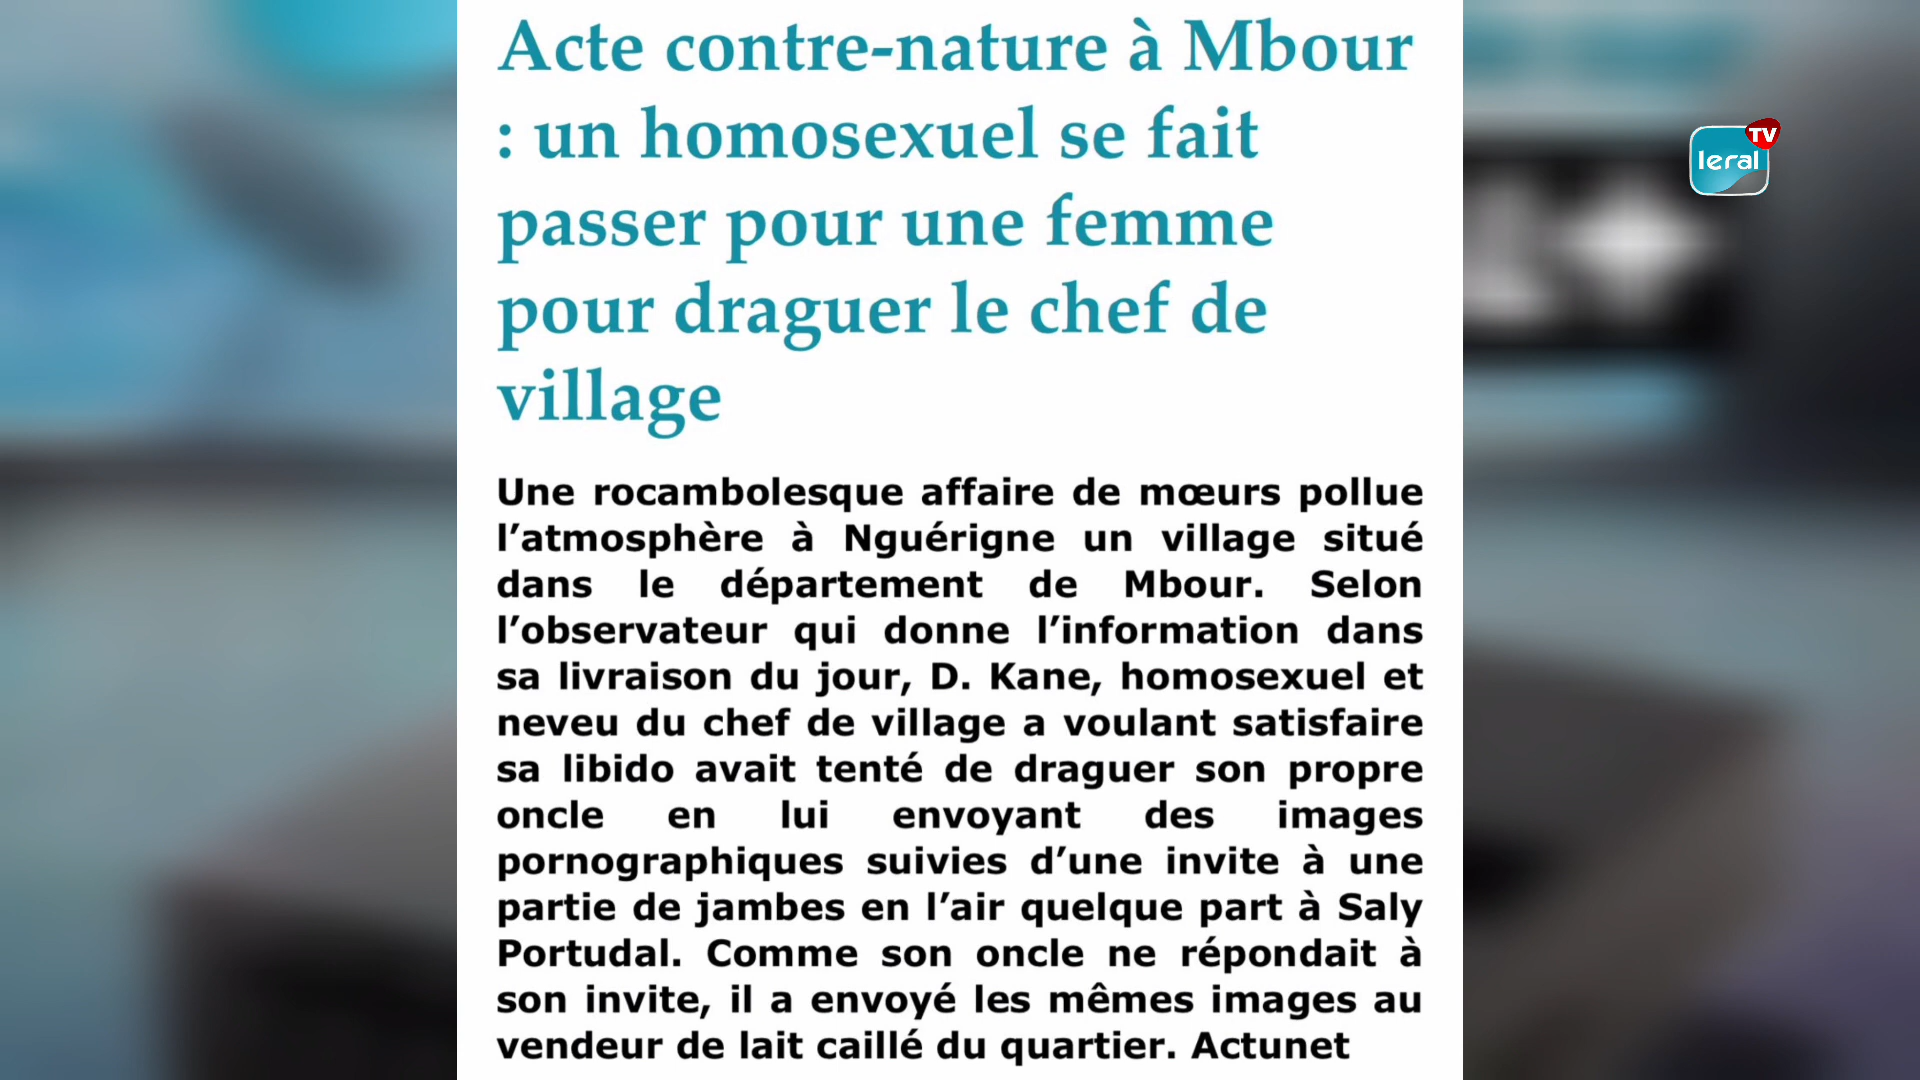 Acte contre-nature à Mbour
: un homosexuel se fait
passer pour une femme
pour draguer le chef de
village
TV
leral
Une rocambolesque affaire de mœurs pollue
l’atmosphère à Nguérigne un village situé
dans le département de Mbour. Selon
l’observateur qui donne l’information dans
sa livraison du jour, D. Kane, homosexuel et
neveu du chef de village a voulant satisfaire
sa libido avait tenté de draguer son propre
oncle en lui envoyant des images
pornographiques suivies d’une invite à une
partie de jambes en l’air quelque part à Saly
Portudal. Comme son oncle ne répondait à
son invite, il a envoyé les mêmes images au
vendeur de lait caillé du quartier. Actunet